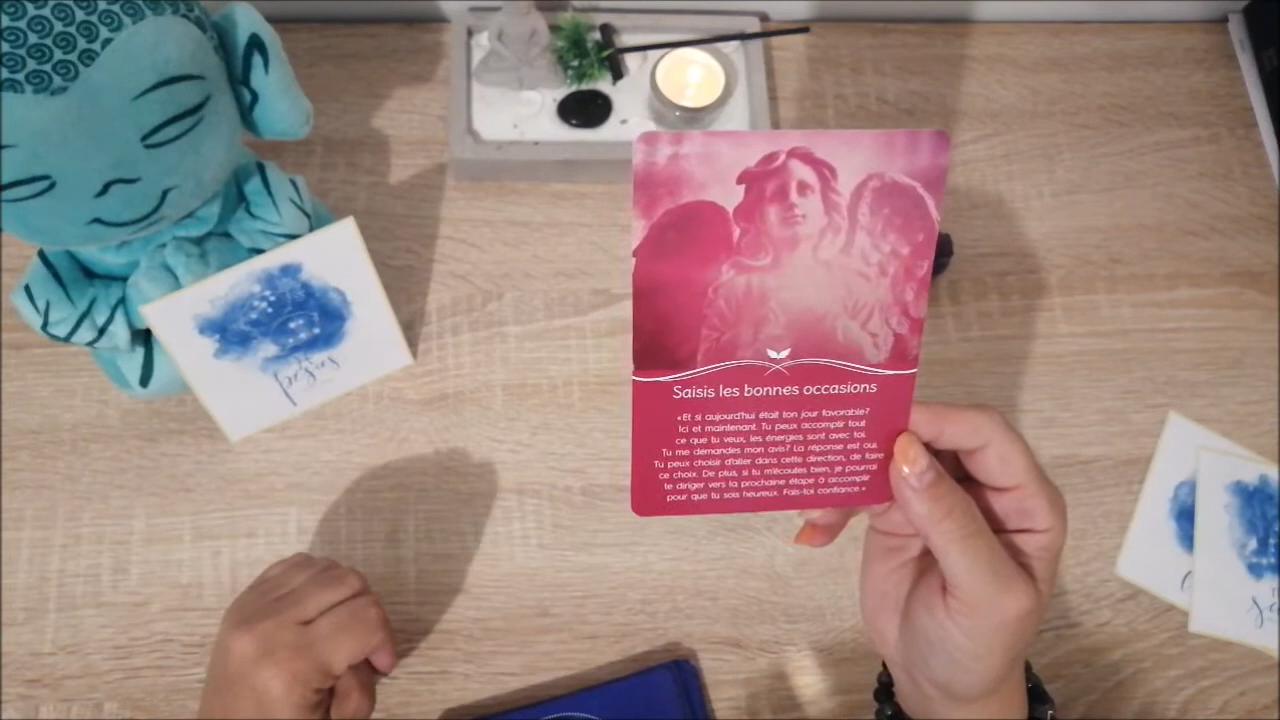 Saisis les bonnes occasions
«Et si aujourd'hui était ton jour favorable?
Ici et maintenant. Tu peux accomplir tout
ce que tu veux, les énergies sont avec toi.
Tu me demandes mon avis? La réponse est oui.
Tu peux choisir d'aller dans cette direction, de faire
ce choix. De plus, si tu m'écoutes bien, je pourrai
te diriger vers ta prochaine étape à accomplir
pour que tu sois heureux. Fais-toi confiance.»